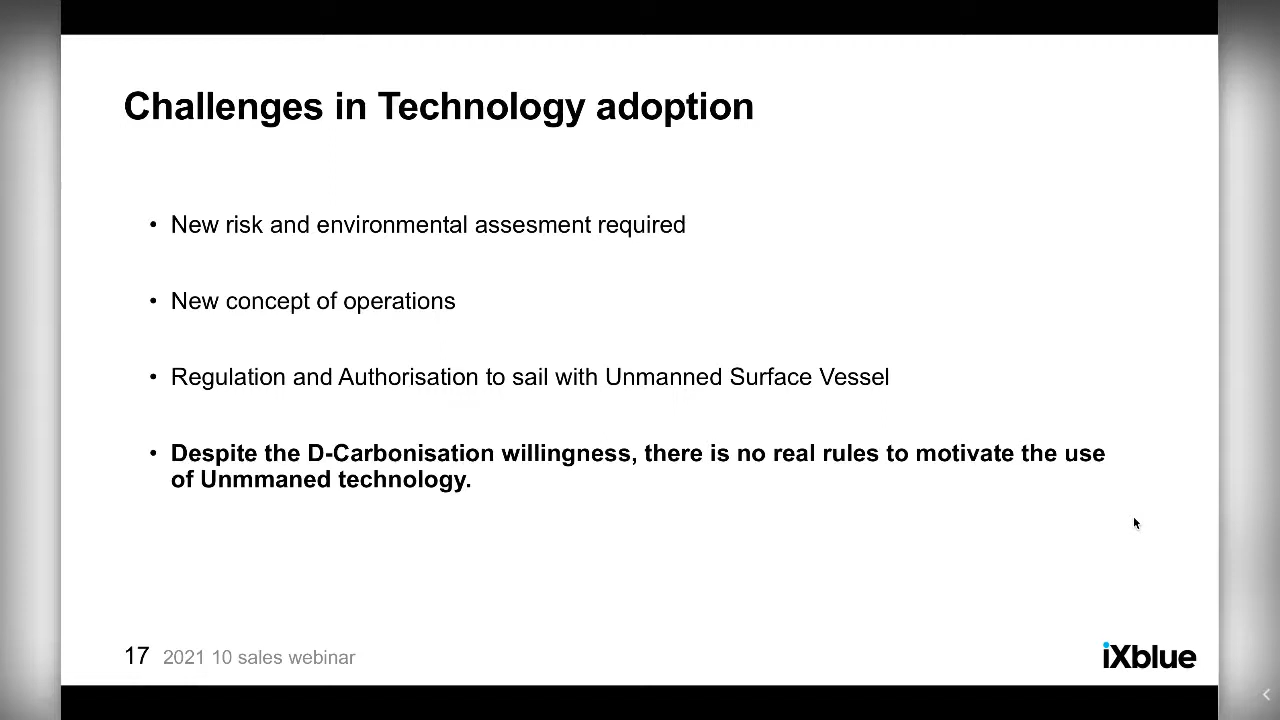 Challenges in Technology adoption
• New risk and environmental assesment required
• New concept of operations
• Regulation and Authorisation to sail with Unmanned Surface Vessel
• Despite the D-Carbonisation willingness, there is no real rules to motivate the use
of Unmmaned technology.
17 2021 10 sales webinar
iXblue